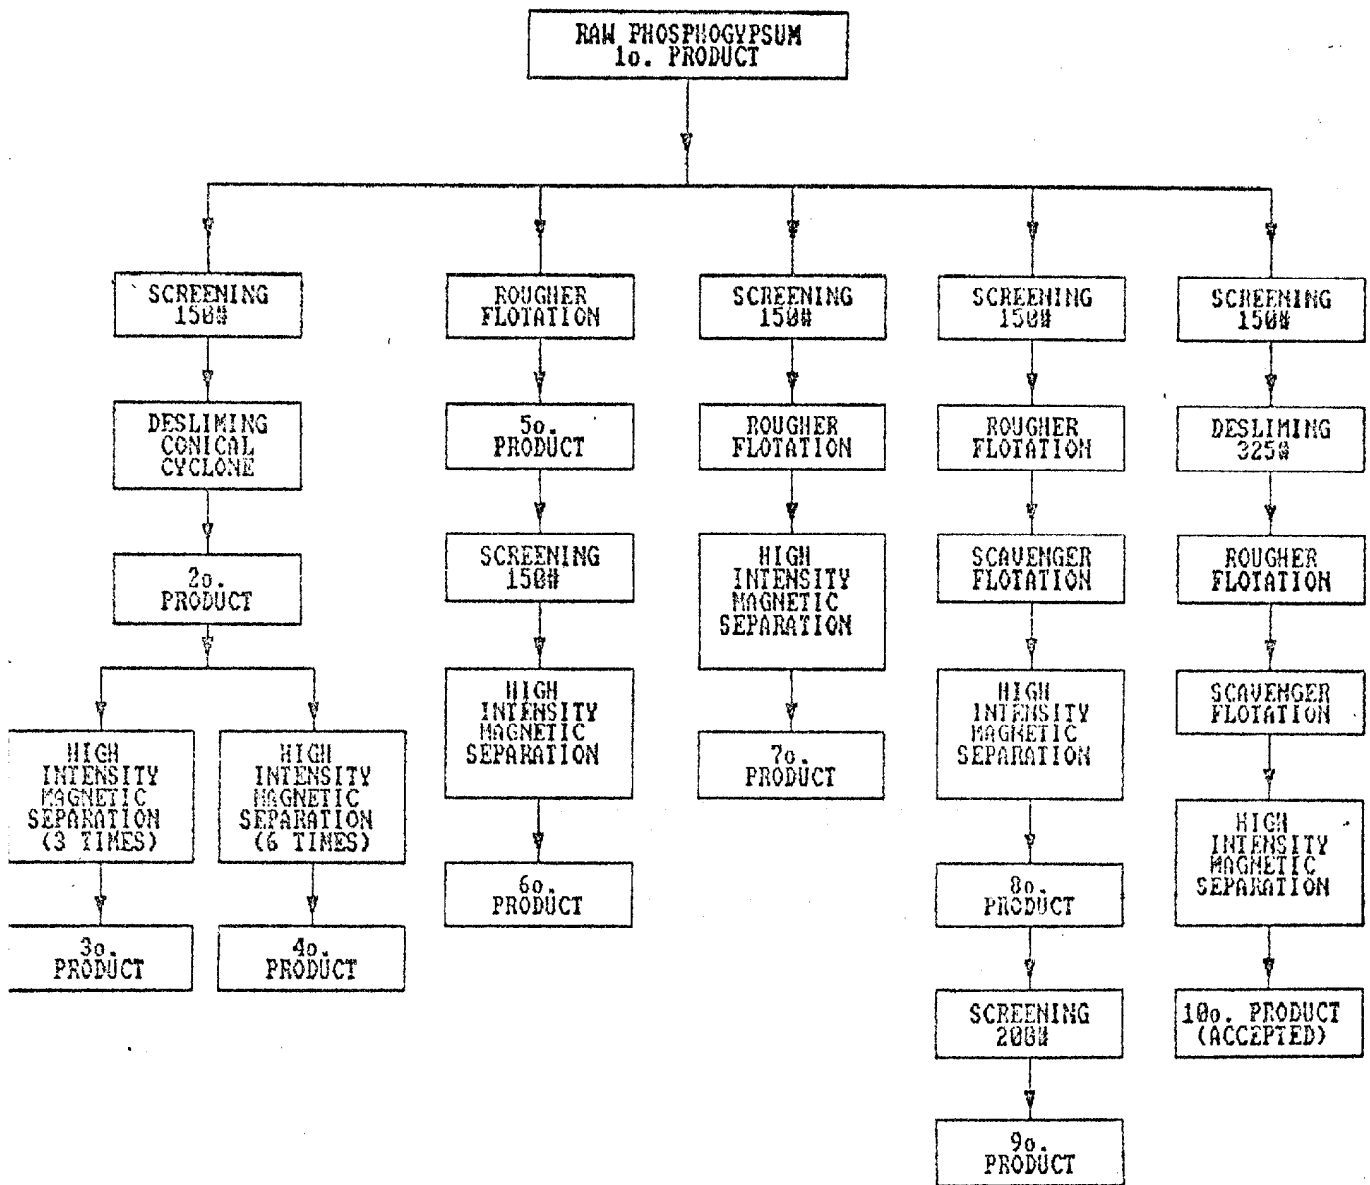 RAW PHOSPHOGYPSUM
1o. PRODUCT
SCREENING
150#
DESLIMING
CONICAL
CYCLONE
2o.
PRODUCT
HIGH
INTENSITY
MAGNETIC
SEPARATION
(3 TIMES)
3o.
PRODUCT
HIGH
INTENSITY
MAGNETIC
SEPARATION
(6 TIMES)
4o.
PRODUCT
ROUGHER
FLOTATION
5o.
PRODUCT
SCREENING
150#
HIGH
INTENSITY
MAGNETIC
SEPARATION
6o.
PRODUCT
SCREENING
150#
ROUGHER
FLOTATION
HIGH
INTENSITY
MAGNETIC
SEPARATION
7o.
PRODUCT
SCREENING
150#
ROUGHER
FLOTATION
SCAVENGER
FLOTATION
HIGH
INTENSITY
MAGNETIC
SEPARATION
8o.
PRODUCT
SCREENING
200#
9o.
PRODUCT
SCREENING
150#
DESLIMING
325#
ROUGHER
FLOTATION
SCAVENGER
FLOTATION
HIGH
INTENSITY
MAGNETIC
SEPARATION
10o. PRODUCT
(ACCEPTED)